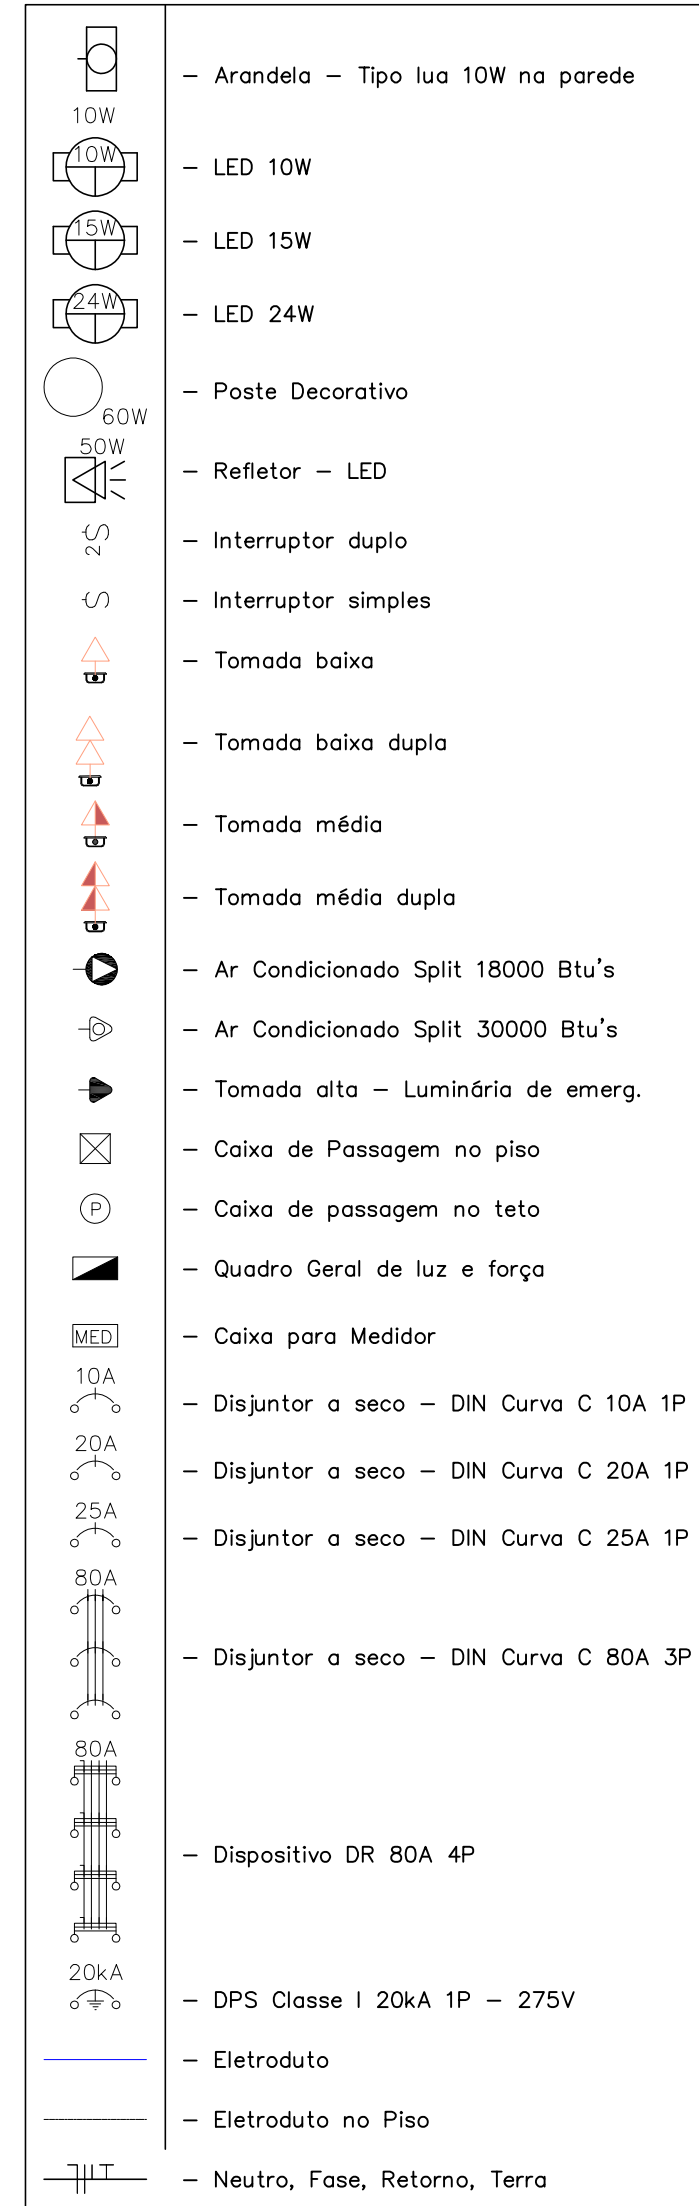 10W
- Arandela - Tipo lua 10W na parede
10W
- LED 10W
15W
- LED 15W
24W
- LED 24W
60W
- Poste Decorativo
50W
- Refletor - LED
2S
- Interruptor duplo
S
- Interruptor simples
- Tomada baixa
- Tomada baixa dupla
- Tomada média
- Tomada média dupla
- Ar Condicionado Split 18000 Btu's
- Ar Condicionado Split 30000 Btu's
- Tomada alta - Luminária de emerg.
- Caixa de Passagem no piso
P
- Caixa de passagem no teto
- Quadro Geral de luz e força
MED
- Caixa para Medidor
10A
- Disjuntor a seco - DIN Curva C 10A 1P
20A
- Disjuntor a seco - DIN Curva C 20A 1P
25A
- Disjuntor a seco - DIN Curva C 25A 1P
80A
- Disjuntor a seco - DIN Curva C 80A 3P
80A
- Dispositivo DR 80A 4P
20kA
- DPS Classe I 20kA 1P - 275V
- Eletroduto
- Eletroduto no Piso
- Neutro, Fase, Retorno, Terra